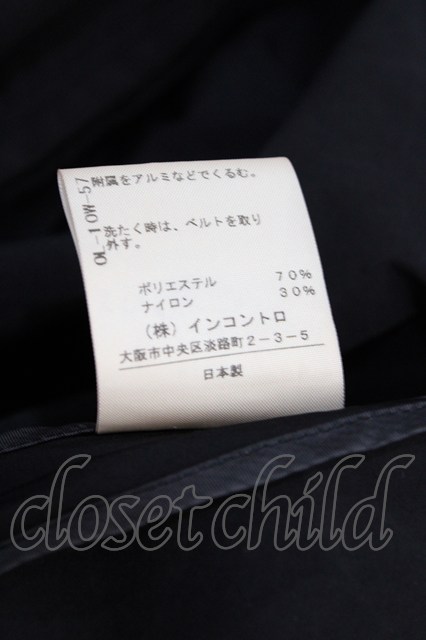 附属をアルミなどでくるむ。
洗たく時は、ベルトを取り
外す。
ポリエステル 70%
ナイロン 30%
(株)インコントロ
大阪市中央区淡路町2-3-5
日本製
OL-10W-57
closet child